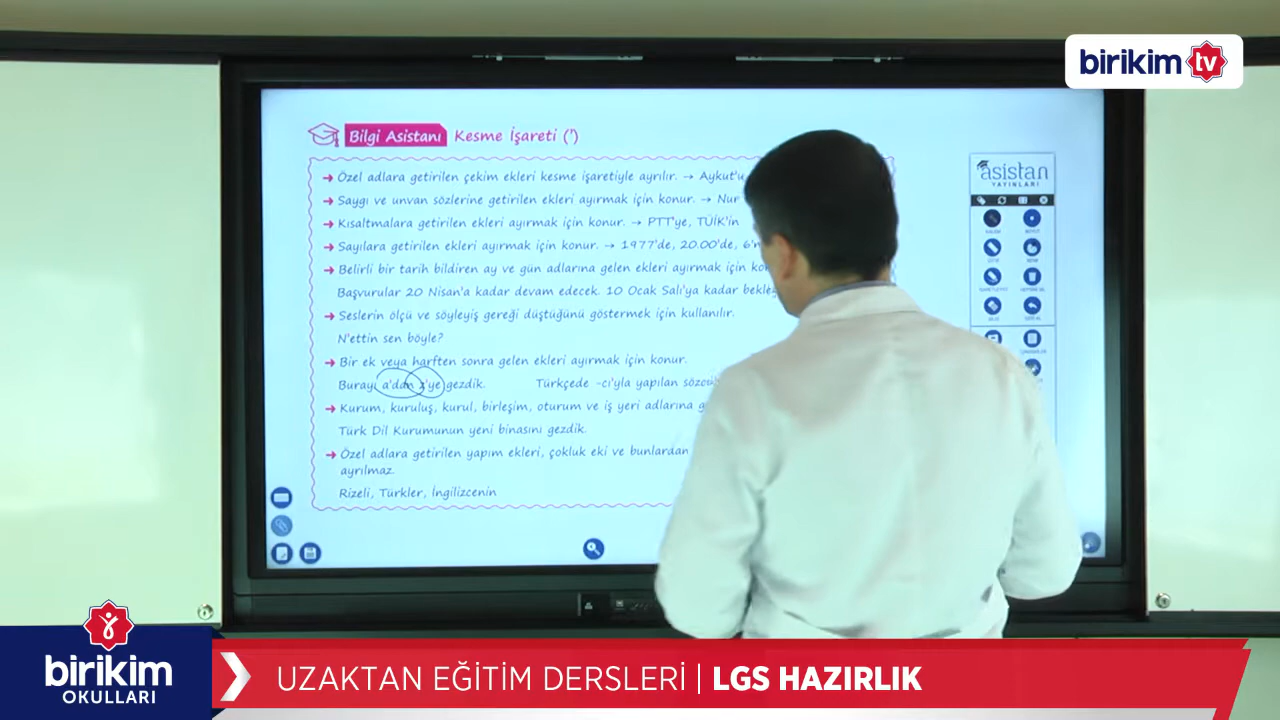 birikim tv
Bilgi Asistanı Kesme İşareti (')
Özel adlara getirilen çekim ekleri kesme işaretiyle ayrılır. → Aykut'u
Saygı ve unvan sözlerine getirilen ekleri ayırmak için konur. → Nur
Kısaltmalara getirilen ekleri ayırmak için konur. → PTT'ye, TÜİK'in
Sayılara getirilen ekleri ayırmak için konur. → 1977'de, 20.00'de,
Belirli bir tarih bildiren ay ve gün adlarına gelen ekleri ayırmak için
Başvurular 20 Nisan'a kadar devam edecek. 10 Ocak Salı'ya kadar
Seslerin ölçü ve söyleyiş gereği düştüğünü göstermek için kullanılır.
N'ettin sen böyle?
Bir ek veya harften sonra gelen ekleri ayırmak için konur.
Burayı a'dan z'ye gezdik. Türkçede -cı'yla yapılan
Kurum, kuruluş, kurul, birleşim, oturum ve iş yeri adlarına
Türk Dil Kurumunun yeni binasını gezdik.
Özel adlara getirilen yapım ekleri, çokluk eki ve bunlardan
ayrılmaz.
Rizeli, Türkler, İngilizcenin
asistan
YAYINLARI
birikim
OKULLARI
UZAKTAN EĞİTİM DERSLERİ | LGS HAZIRLIK